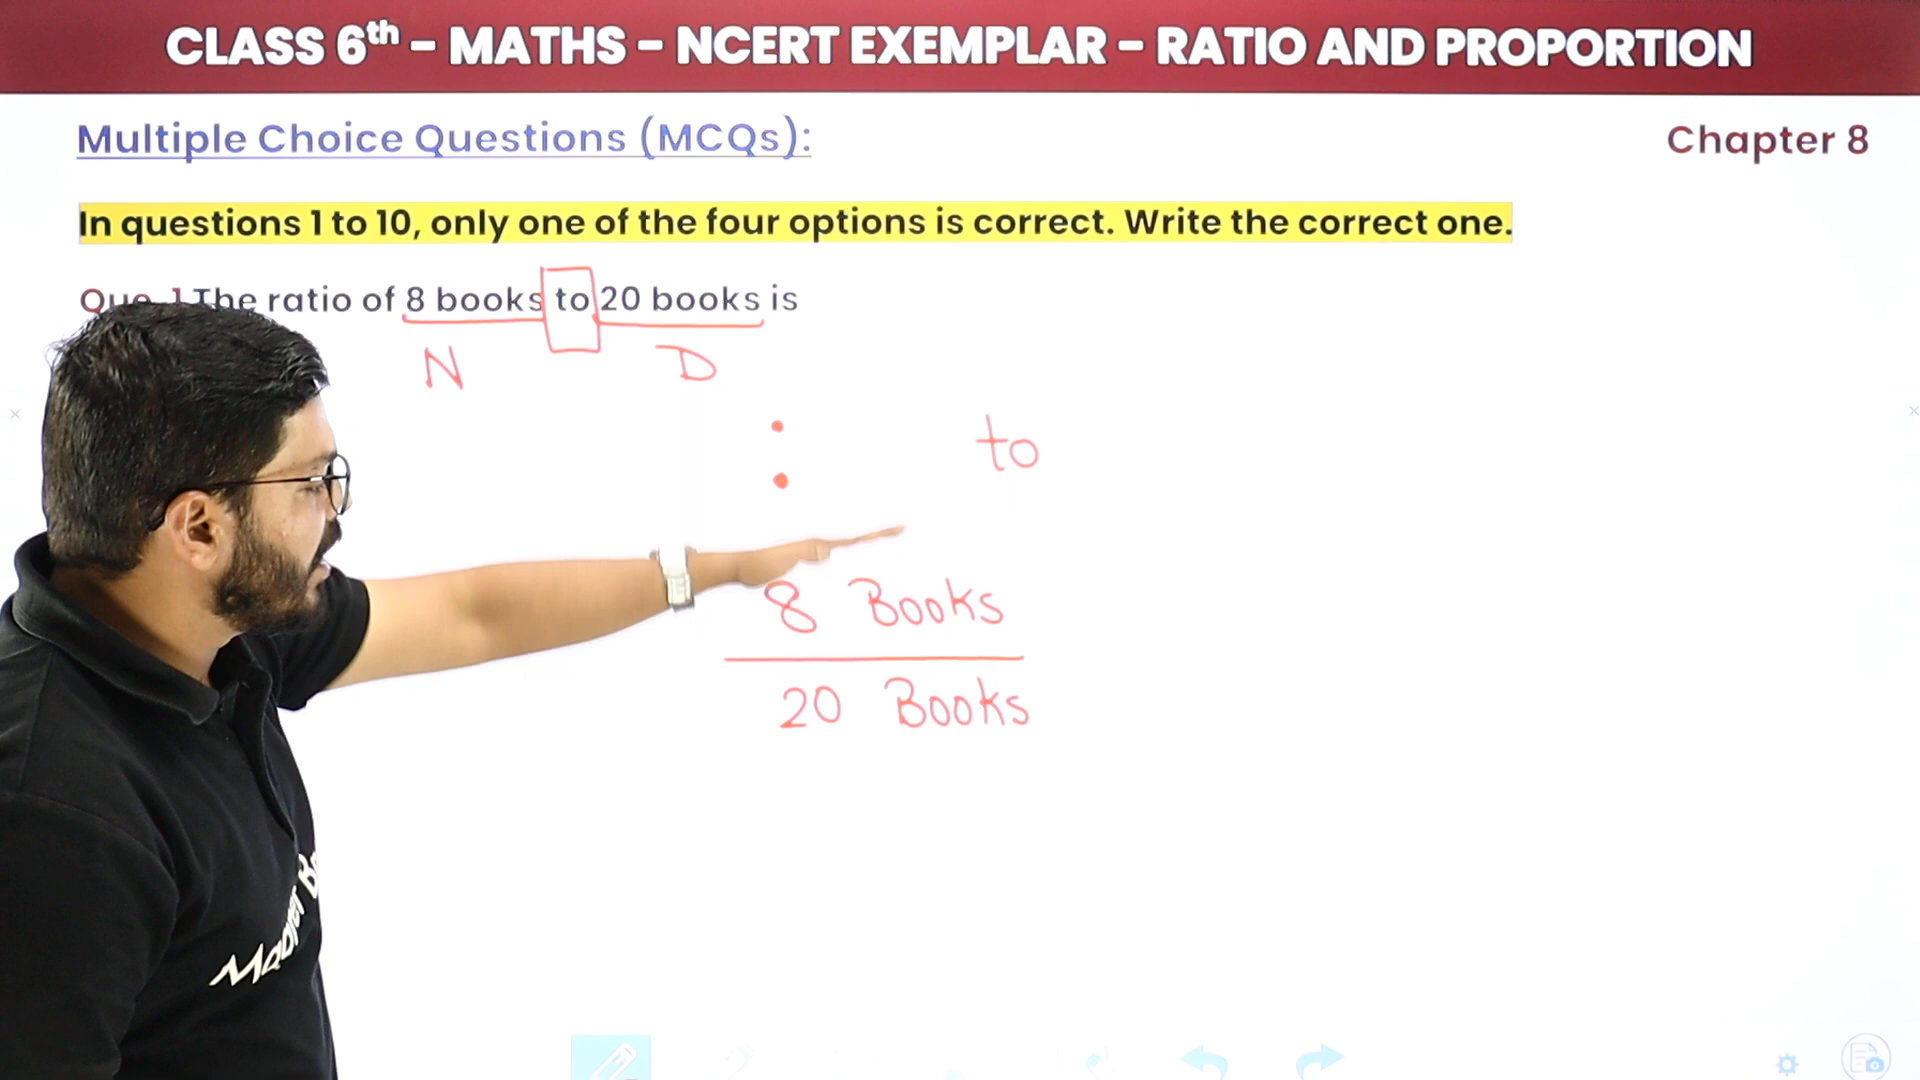 CLASS 6th – MATHS – NCERT EXEMPLAR – RATIO AND PROPORTION
Multiple Choice Questions (MCQs):
Chapter 8
In questions 1 to 10, only one of the four options is correct. Write the correct one.
Que. 1 The ratio of 8 books to 20 books is
N D
: to
8 Books
20 Books